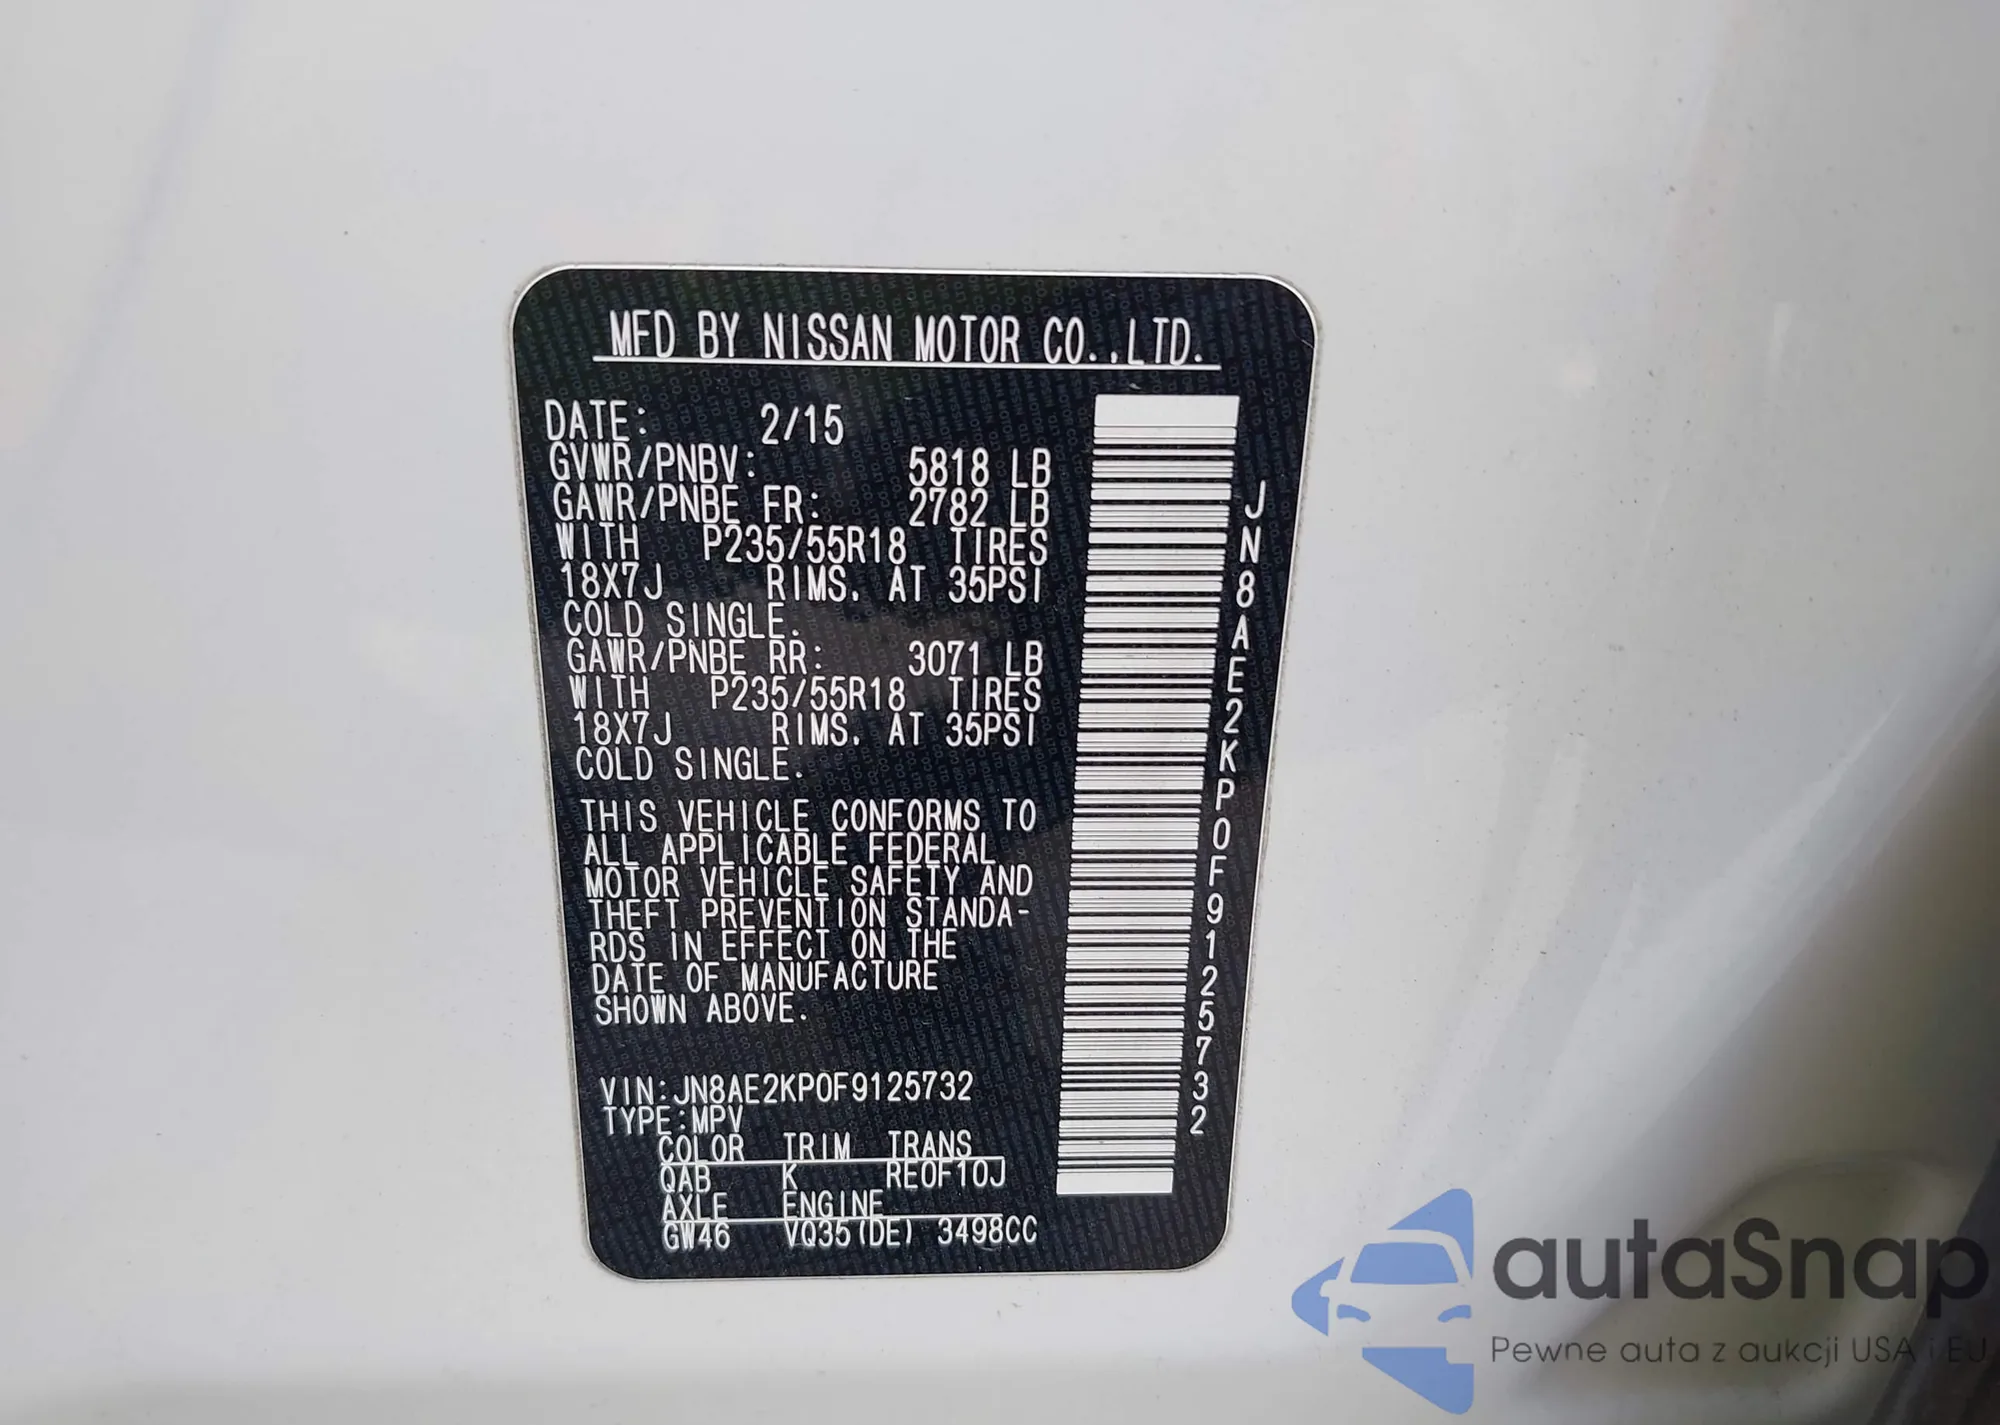 MFD BY NISSAN MOTOR CO.,LTD.
DATE: 2/15
GVWR/PNBV: 5818 LB
GAWR/PNBE FR: 2782 LB
WITH P235/55R18 TIRES
18X7J RIMS. AT 35PSI
COLD SINGLE.
GAWR/PNBE RR: 3071 LB
WITH P235/55R18 TIRES
18X7J RIMS. AT 35PSI
COLD SINGLE.
THIS VEHICLE CONFORMS TO
ALL APPLICABLE FEDERAL
MOTOR VEHICLE SAFETY AND
THEFT PREVENTION STANDA-
RDS IN EFFECT ON THE
DATE OF MANUFACTURE
SHOWN ABOVE.
VIN:JN8AE2KP0F9125732
TYPE:MPV
COLOR TRIM TRANS
QAB K RE0F10J
AXLE ENGINE
GW46 VQ35(DE) 3498CC
JN8AE2KP0F9125732
autaSnap
Pewne auta z aukcji USA i EU